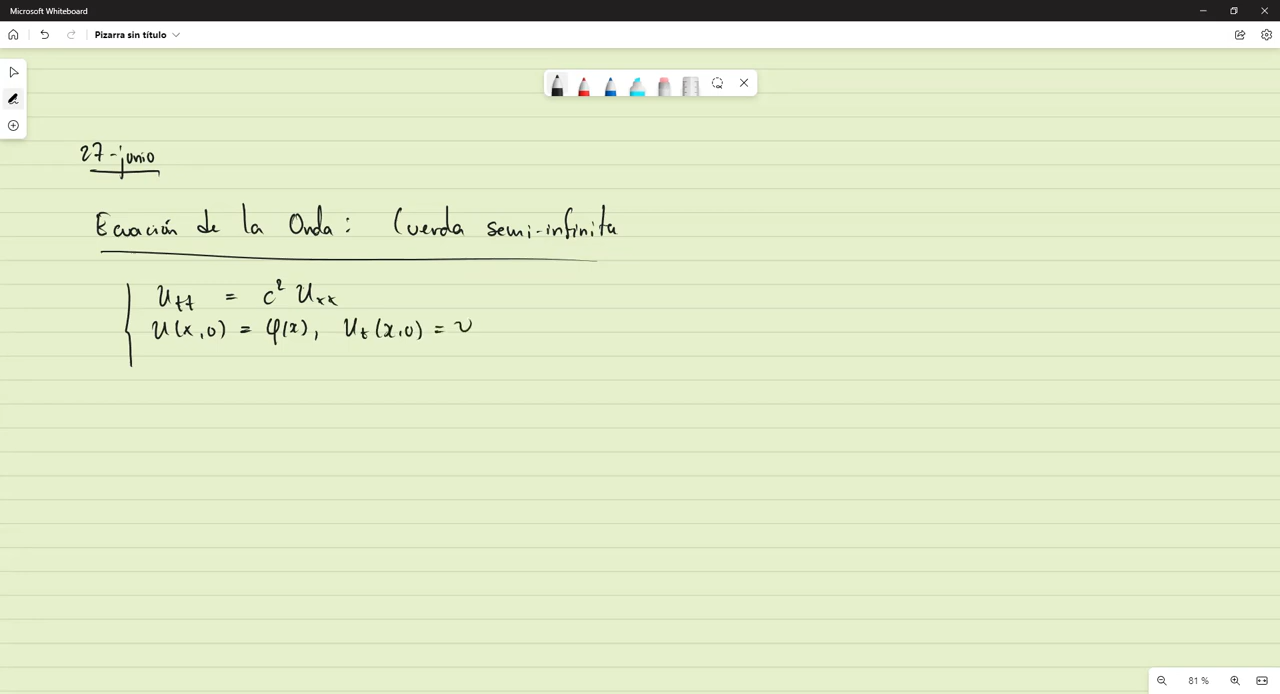 Microsoft Whiteboard
Pizarra sin título
27-junio
Ecuación de la Onda: Cuerda semi-infinita
u_tt = c² u_xx
u(x,0) = φ(x), u_t(x,0) = ν
81 %